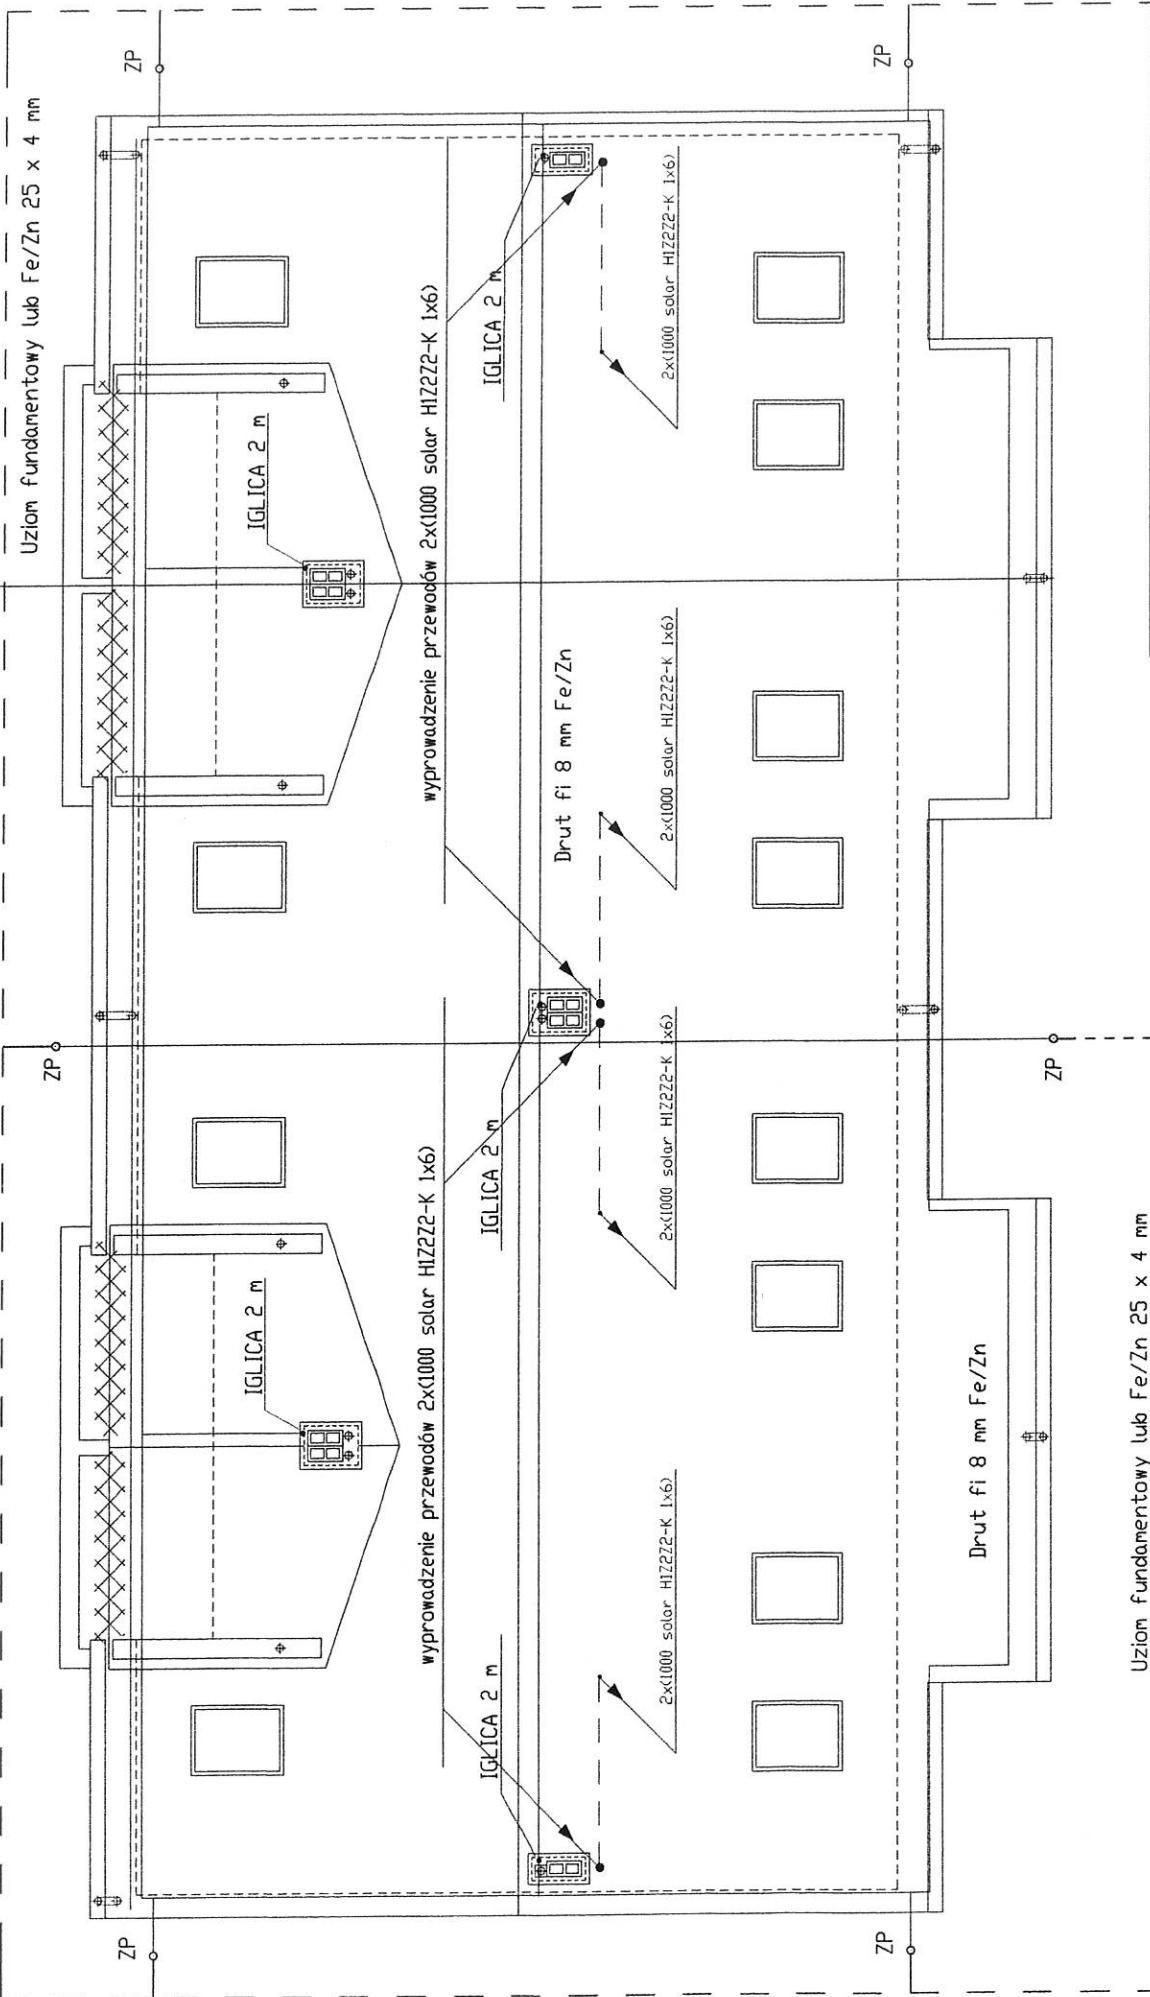 Uziom fundamentowy lub Fe/Zn 25 x 4 mm
ZP
ZP
ZP
IGLICA 2 m
IGLICA 2 m
wyprowadzenie przewodów 2x(1000 solar H1Z2Z2-K 1x6)
wyprowadzenie przewodów 2x(1000 solar H1Z2Z2-K 1x6)
IGLICA 2 m
IGLICA 2 m
IGLICA 2 m
Drut fi 8 mm Fe/Zn
2x(1000 solar H1Z2Z2-K 1x6)
2x(1000 solar H1Z2Z2-K 1x6)
2x(1000 solar H1Z2Z2-K 1x6)
2x(1000 solar H1Z2Z2-K 1x6)
ZP
ZP
Drut fi 8 mm Fe/Zn
ZP
Uziom fundamentowy lub Fe/Zn 25 x 4 mm